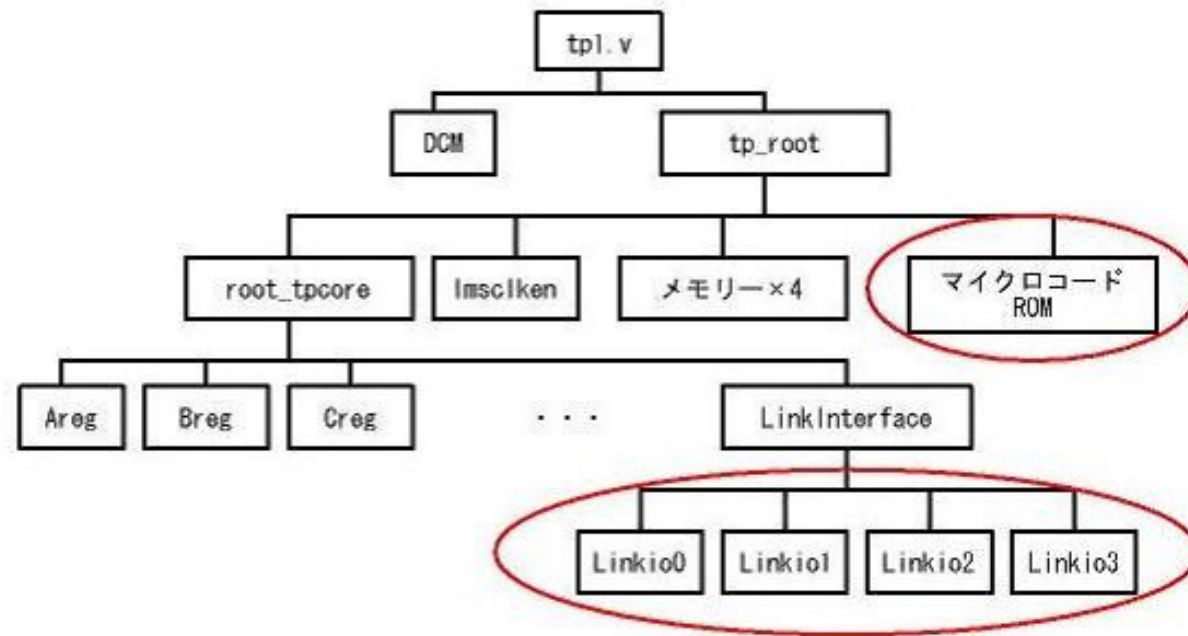 tp1.v
DCM
tp_root
root_tpcore
lmsclken
メモリー×4
マイクロコード
ROM
Areg
Breg
Creg
・・・
LinkInterface
Linkio0
Linkio1
Linkio2
Linkio3